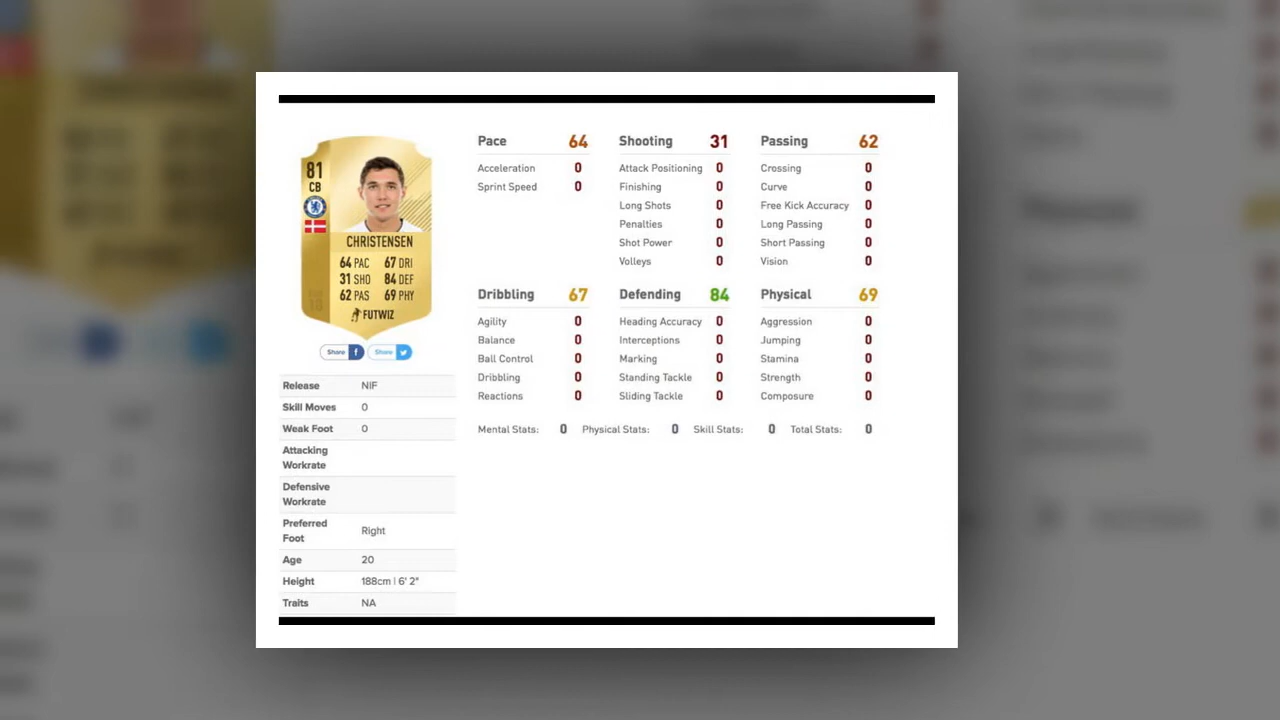 81
CB
CHRISTENSEN
64 PAC 67 DRI
31 SHO 84 DEF
62 PAS 69 PHY
FUTWIZ
Share f Share
Release NIF
Skill Moves 0
Weak Foot 0
Attacking
Workrate
Defensive
Workrate
Preferred
Foot
Right
Age 20
Height 188cm | 6' 2"
Traits NA
Pace 64
Acceleration 0
Sprint Speed 0
Shooting 31
Attack Positioning 0
Finishing 0
Long Shots 0
Penalties 0
Shot Power 0
Volleys 0
Passing 62
Crossing 0
Curve 0
Free Kick Accuracy 0
Long Passing 0
Short Passing 0
Vision 0
Dribbling 67
Agility 0
Balance 0
Ball Control 0
Dribbling 0
Reactions 0
Defending 84
Heading Accuracy 0
Interceptions 0
Marking 0
Standing Tackle 0
Sliding Tackle 0
Physical 69
Aggression 0
Jumping 0
Stamina 0
Strength 0
Composure 0
Mental Stats: 0 Physical Stats: 0 Skill Stats: 0 Total Stats: 0